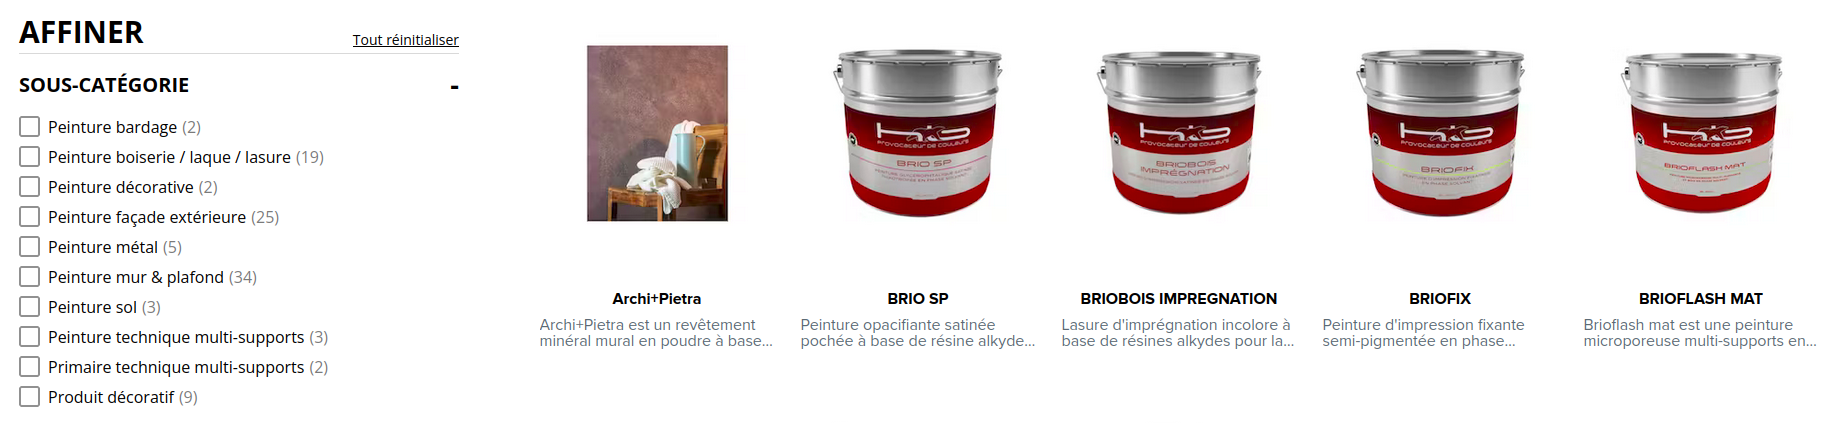 AFFINER
Tout réinitialiser
SOUS-CATÉGORIE
-
Peinture bardage (2)
Peinture boiserie / laque / lasure (19)
Peinture décorative (2)
Peinture façade extérieure (25)
Peinture métal (5)
Peinture mur & plafond (34)
Peinture sol (3)
Peinture technique multi-supports (3)
Primaire technique multi-supports (2)
Produit décoratif (9)
Archi+Pietra
Archi+Pietra est un revêtement
minéral mural en poudre à base...
PROVOCATEUR DE COULEURS
BRIO SP
BRIO SP
Peinture opacifiante satinée
pochée à base de résine alkyde...
PROVOCATEUR DE COULEURS
BRIOBOIS
IMPRÉGNATION
BRIOBOIS IMPREGNATION
Lasure d'imprégnation incolore à
base de résines alkydes pour la...
PROVOCATEUR DE COULEURS
BRIOFIX
BRIOFIX
Peinture d'impression fixante
semi-pigmentée en phase...
PROVOCATEUR DE COULEURS
BRIOFLASH MAT
BRIOFLASH MAT
Brioflash mat est une peinture
microporeuse multi-supports en...